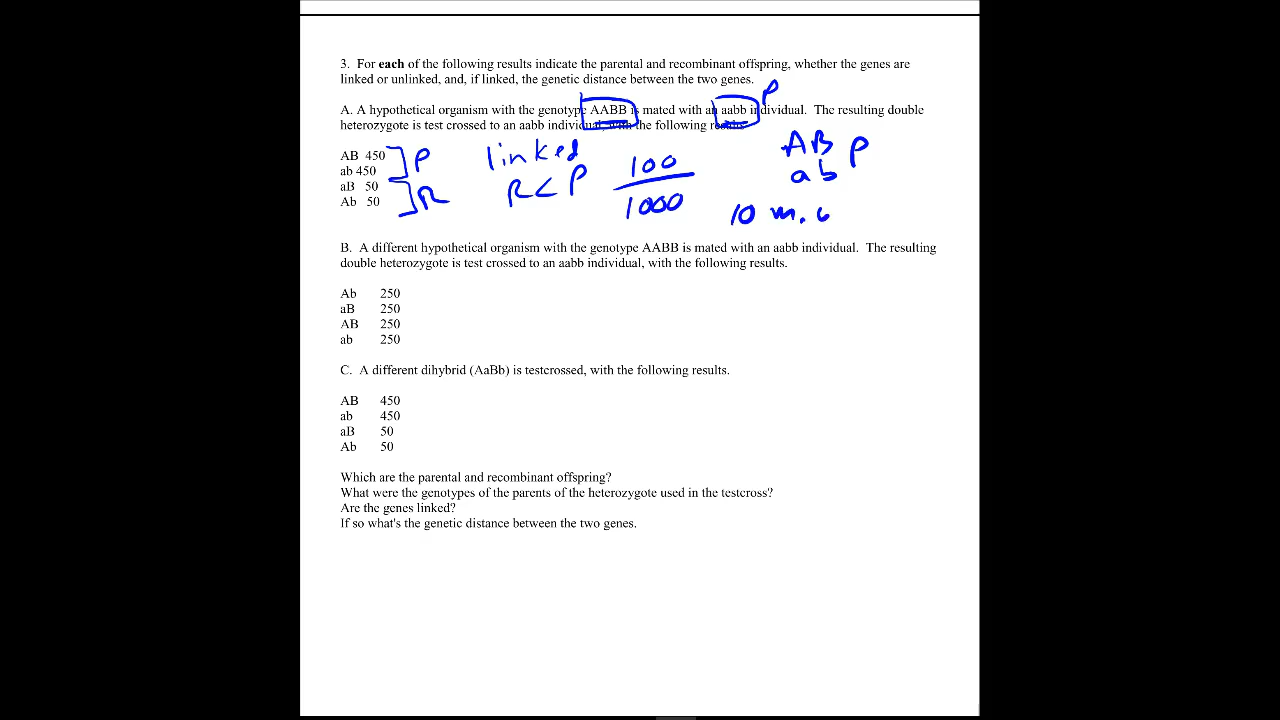 3. For each of the following results indicate the parental and recombinant offspring, whether the genes are
linked or unlinked, and, if linked, the genetic distance between the two genes.
P
A. A hypothetical organism with the genotype AABB is mated with an aabb individual. The resulting double
heterozygote is test crossed to an aabb individual, with the following results
AB 450
ab 450
aB 50
Ab 50
P
R
linked
R < P
100
1000
AB P
ab
10 m.
B. A different hypothetical organism with the genotype AABB is mated with an aabb individual. The resulting
double heterozygote is test crossed to an aabb individual, with the following results.
Ab 250
aB 250
AB 250
ab 250
C. A different dihybrid (AaBb) is testcrossed, with the following results.
AB 450
ab 450
aB 50
Ab 50
Which are the parental and recombinant offspring?
What were the genotypes of the parents of the heterozygote used in the testcross?
Are the genes linked?
If so what's the genetic distance between the two genes.